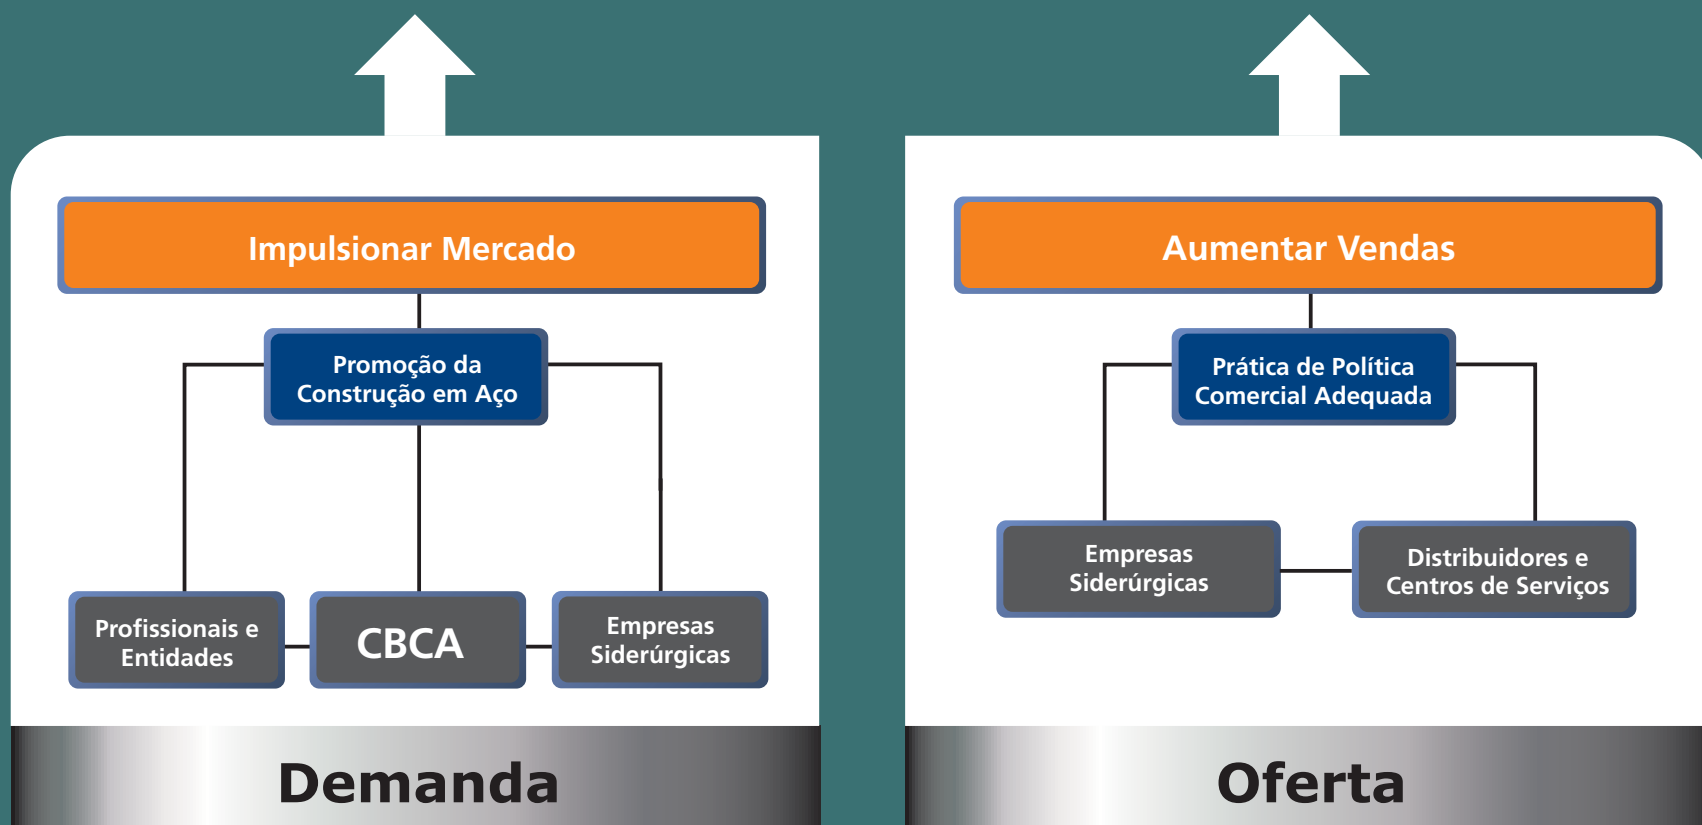 Impulsionar Mercado
Promoção da
Construção em Aço
Profissionais e
Entidades
CBCA
Empresas
Siderúrgicas
Demanda
Aumentar Vendas
Prática de Política
Comercial Adequada
Empresas
Siderúrgicas
Distribuidores e
Centros de Serviços
Oferta